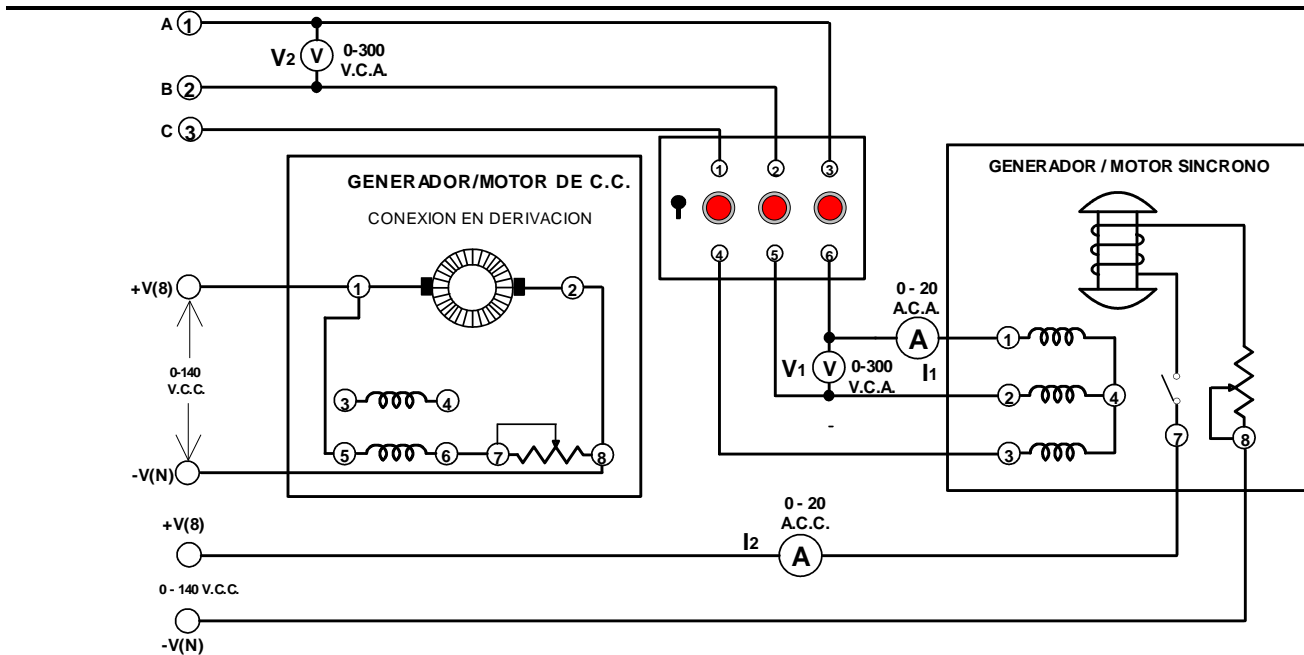 A 1
V2 V 0-300
V.C.A.
B 2
C 3
1 2 3
4 5 6
GENERADOR/MOTOR DE C.C.
CONEXION EN DERIVACION
+V(8)
1 2
0-140
V.C.C.
3 4
5 6 7 8
-V(N)
GENERADOR / MOTOR SINCRONO
0 - 20
A.C.A.
A
I1
V1 V 0-300
V.C.A.
-
1
2 4
3
7 8
+V(8)
I2
0 - 20
A.C.C.
A
0 - 140 V.C.C.
-V(N)